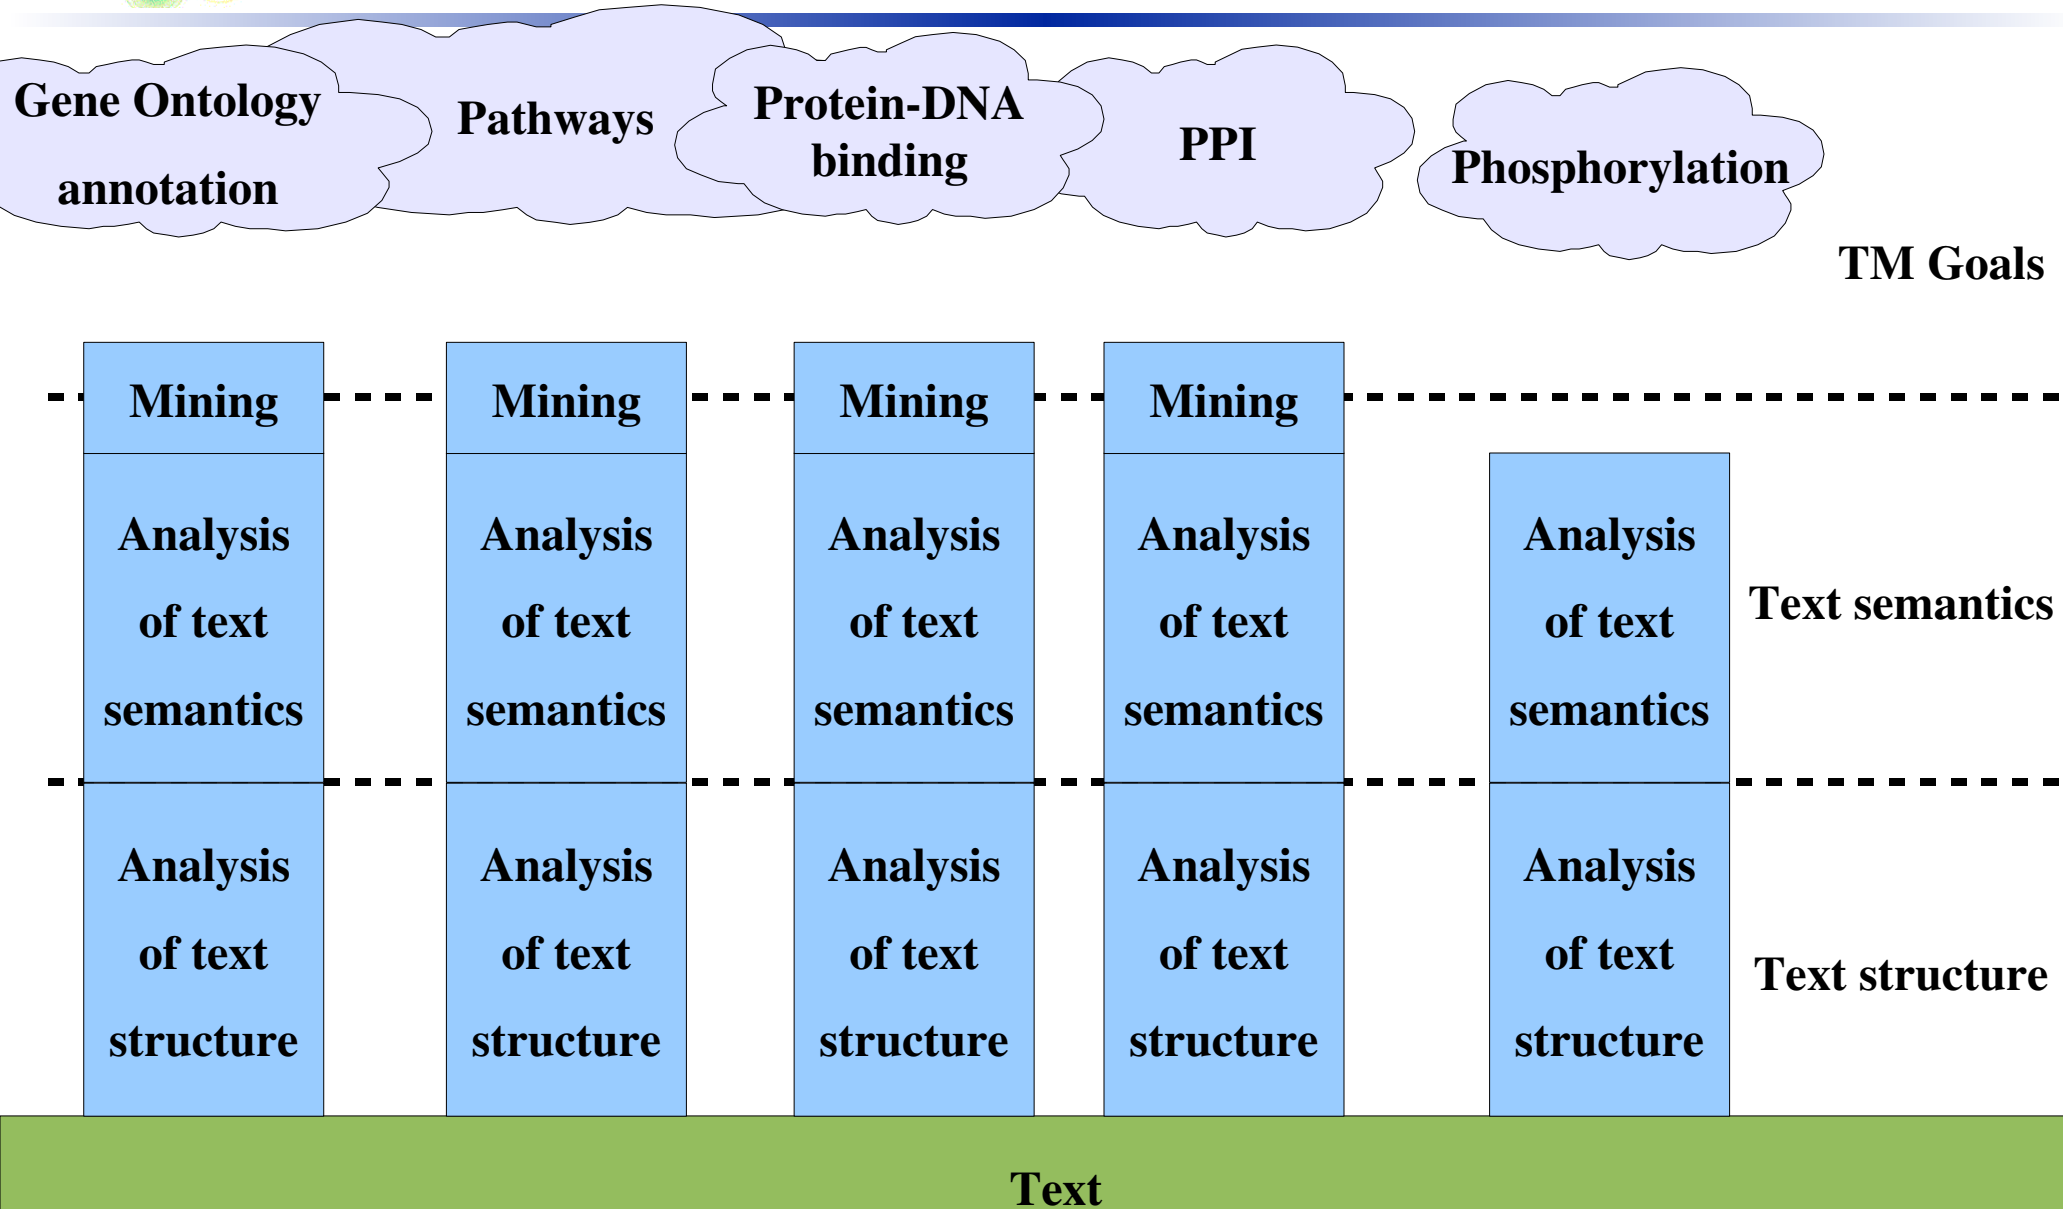 Gene Ontology
annotation
Pathways
Protein-DNA
binding
PPI
Phosphorylation
TM Goals
Mining
Mining
Mining
Mining
Analysis
of text
semantics
Analysis
of text
semantics
Analysis
of text
semantics
Analysis
of text
semantics
Analysis
of text
semantics
Text semantics
Analysis
of text
structure
Analysis
of text
structure
Analysis
of text
structure
Analysis
of text
structure
Analysis
of text
structure
Text structure
Text